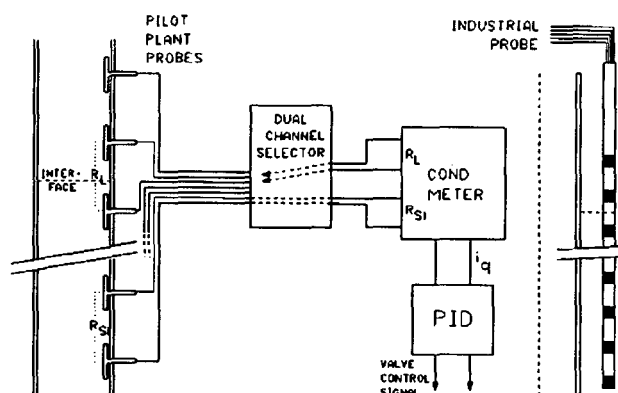 PILOT
PLANT
PROBES
INDUSTRIAL
PROBE
DUAL
CHANNEL
SELECTOR
INTER-
FACE
R_L
R_L
COND
METER
R_SI
i_q
R_SI
PID
VALVE
CONTROL
SIGNAL